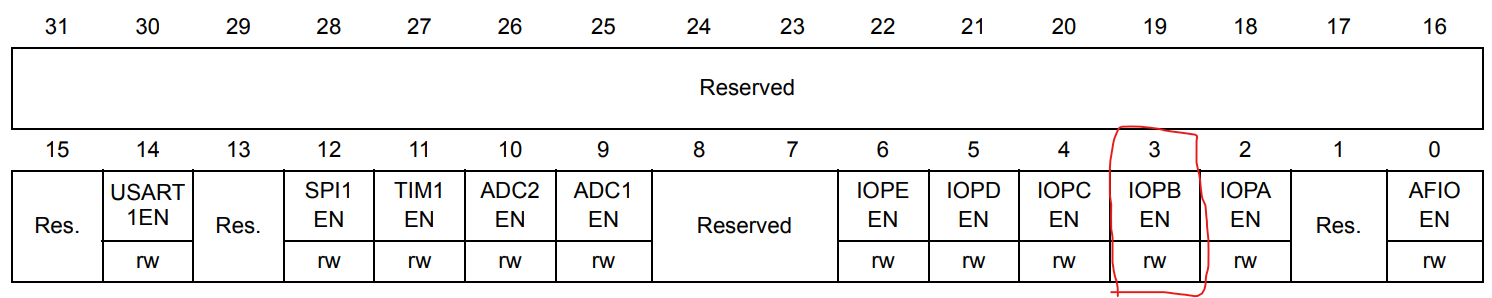 31 30 29 28 27 26 25 24 23 22 21 20 19 18 17 16
Reserved
15 14 13 12 11 10 9 8 7 6 5 4 3 2 1 0
Res. USART 1EN Res. SPI1 EN TIM1 EN ADC2 EN ADC1 EN Reserved IOPE EN IOPD EN IOPC EN IOPB EN IOPA EN Res. AFIO EN
rw rw rw rw rw rw rw rw rw rw rw